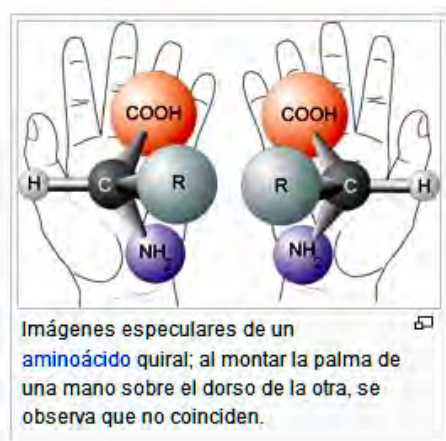 COOH COOH
H C R R C H
NH2 NH2
Imágenes especulares de un
aminoácido quiral; al montar la palma de
una mano sobre el dorso de la otra, se
observa que no coinciden.